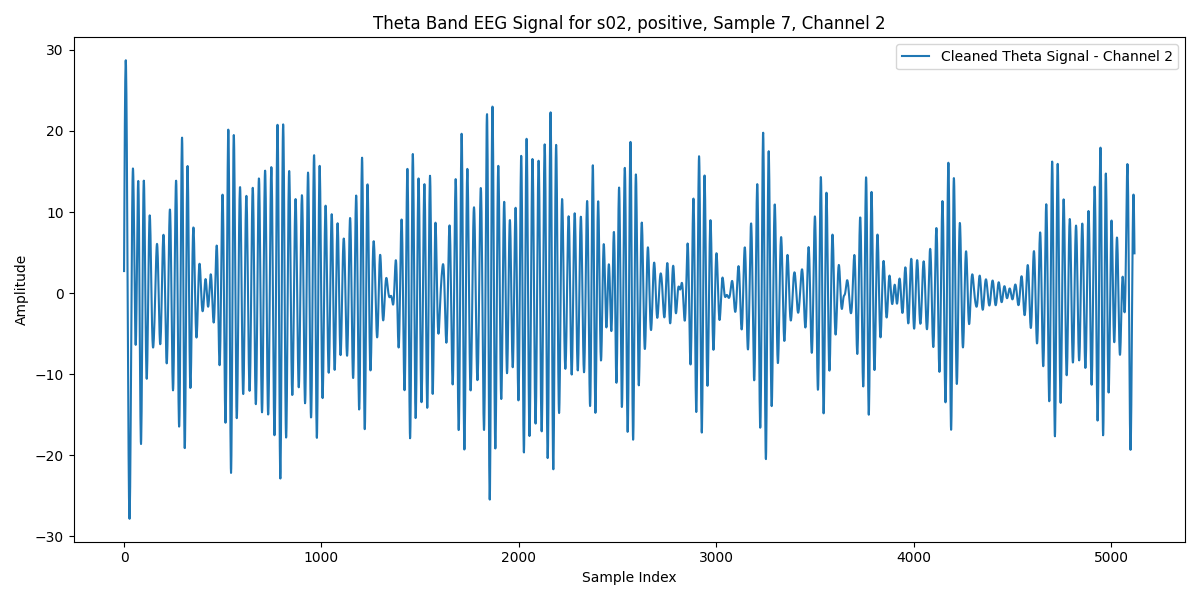 Theta Band EEG Signal for s02, positive, Sample 7, Channel 2
Cleaned Theta Signal - Channel 2
Amplitude
30
20
10
0
−10
−20
−30
0 1000 2000 3000 4000 5000
Sample Index